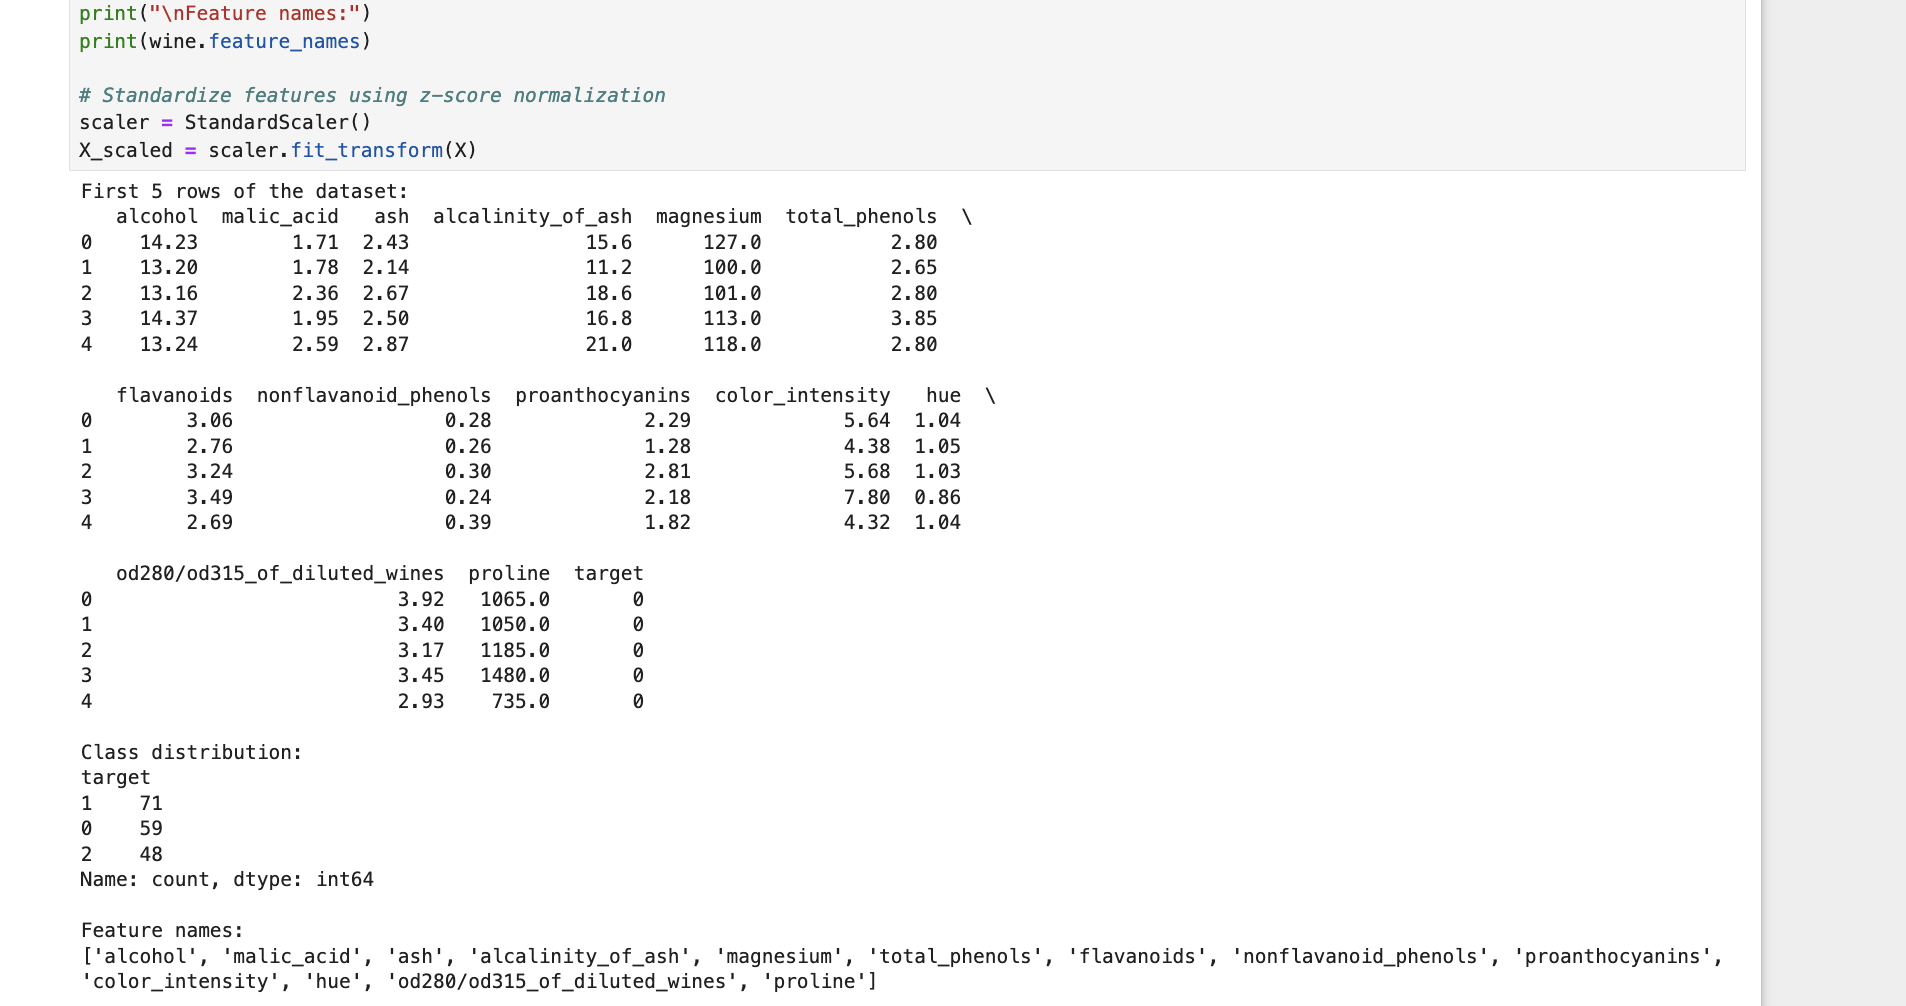 print("\nFeature names:")
print(wine.feature_names)
# Standardize features using z-score normalization
scaler = StandardScaler()
X_scaled = scaler.fit_transform(X)
First 5 rows of the dataset:
   alcohol  malic_acid   ash  alcalinity_of_ash  magnesium  total_phenols  \
0    14.23        1.71  2.43               15.6      127.0           2.80
1    13.20        1.78  2.14               11.2      100.0           2.65
2    13.16        2.36  2.67               18.6      101.0           2.80
3    14.37        1.95  2.50               16.8      113.0           3.85
4    13.24        2.59  2.87               21.0      118.0           2.80
   flavanoids  nonflavanoid_phenols  proanthocyanins  color_intensity   hue  \
0        3.06                  0.28             2.29             5.64  1.04
1        2.76                  0.26             1.28             4.38  1.05
2        3.24                  0.30             2.81             5.68  1.03
3        3.49                  0.24             2.18             7.80  0.86
4        2.69                  0.39             1.82             4.32  1.04
   od280/od315_of_diluted_wines  proline  target
0                          3.92   1065.0       0
1                          3.40   1050.0       0
2                          3.17   1185.0       0
3                          3.45   1480.0       0
4                          2.93    735.0       0
Class distribution:
target
1    71
0    59
2    48
Name: count, dtype: int64
Feature names:
['alcohol', 'malic_acid', 'ash', 'alcalinity_of_ash', 'magnesium', 'total_phenols', 'flavanoids', 'nonflavanoid_phenols', 'proanthocyanins',
'color_intensity', 'hue', 'od280/od315_of_diluted_wines', 'proline']